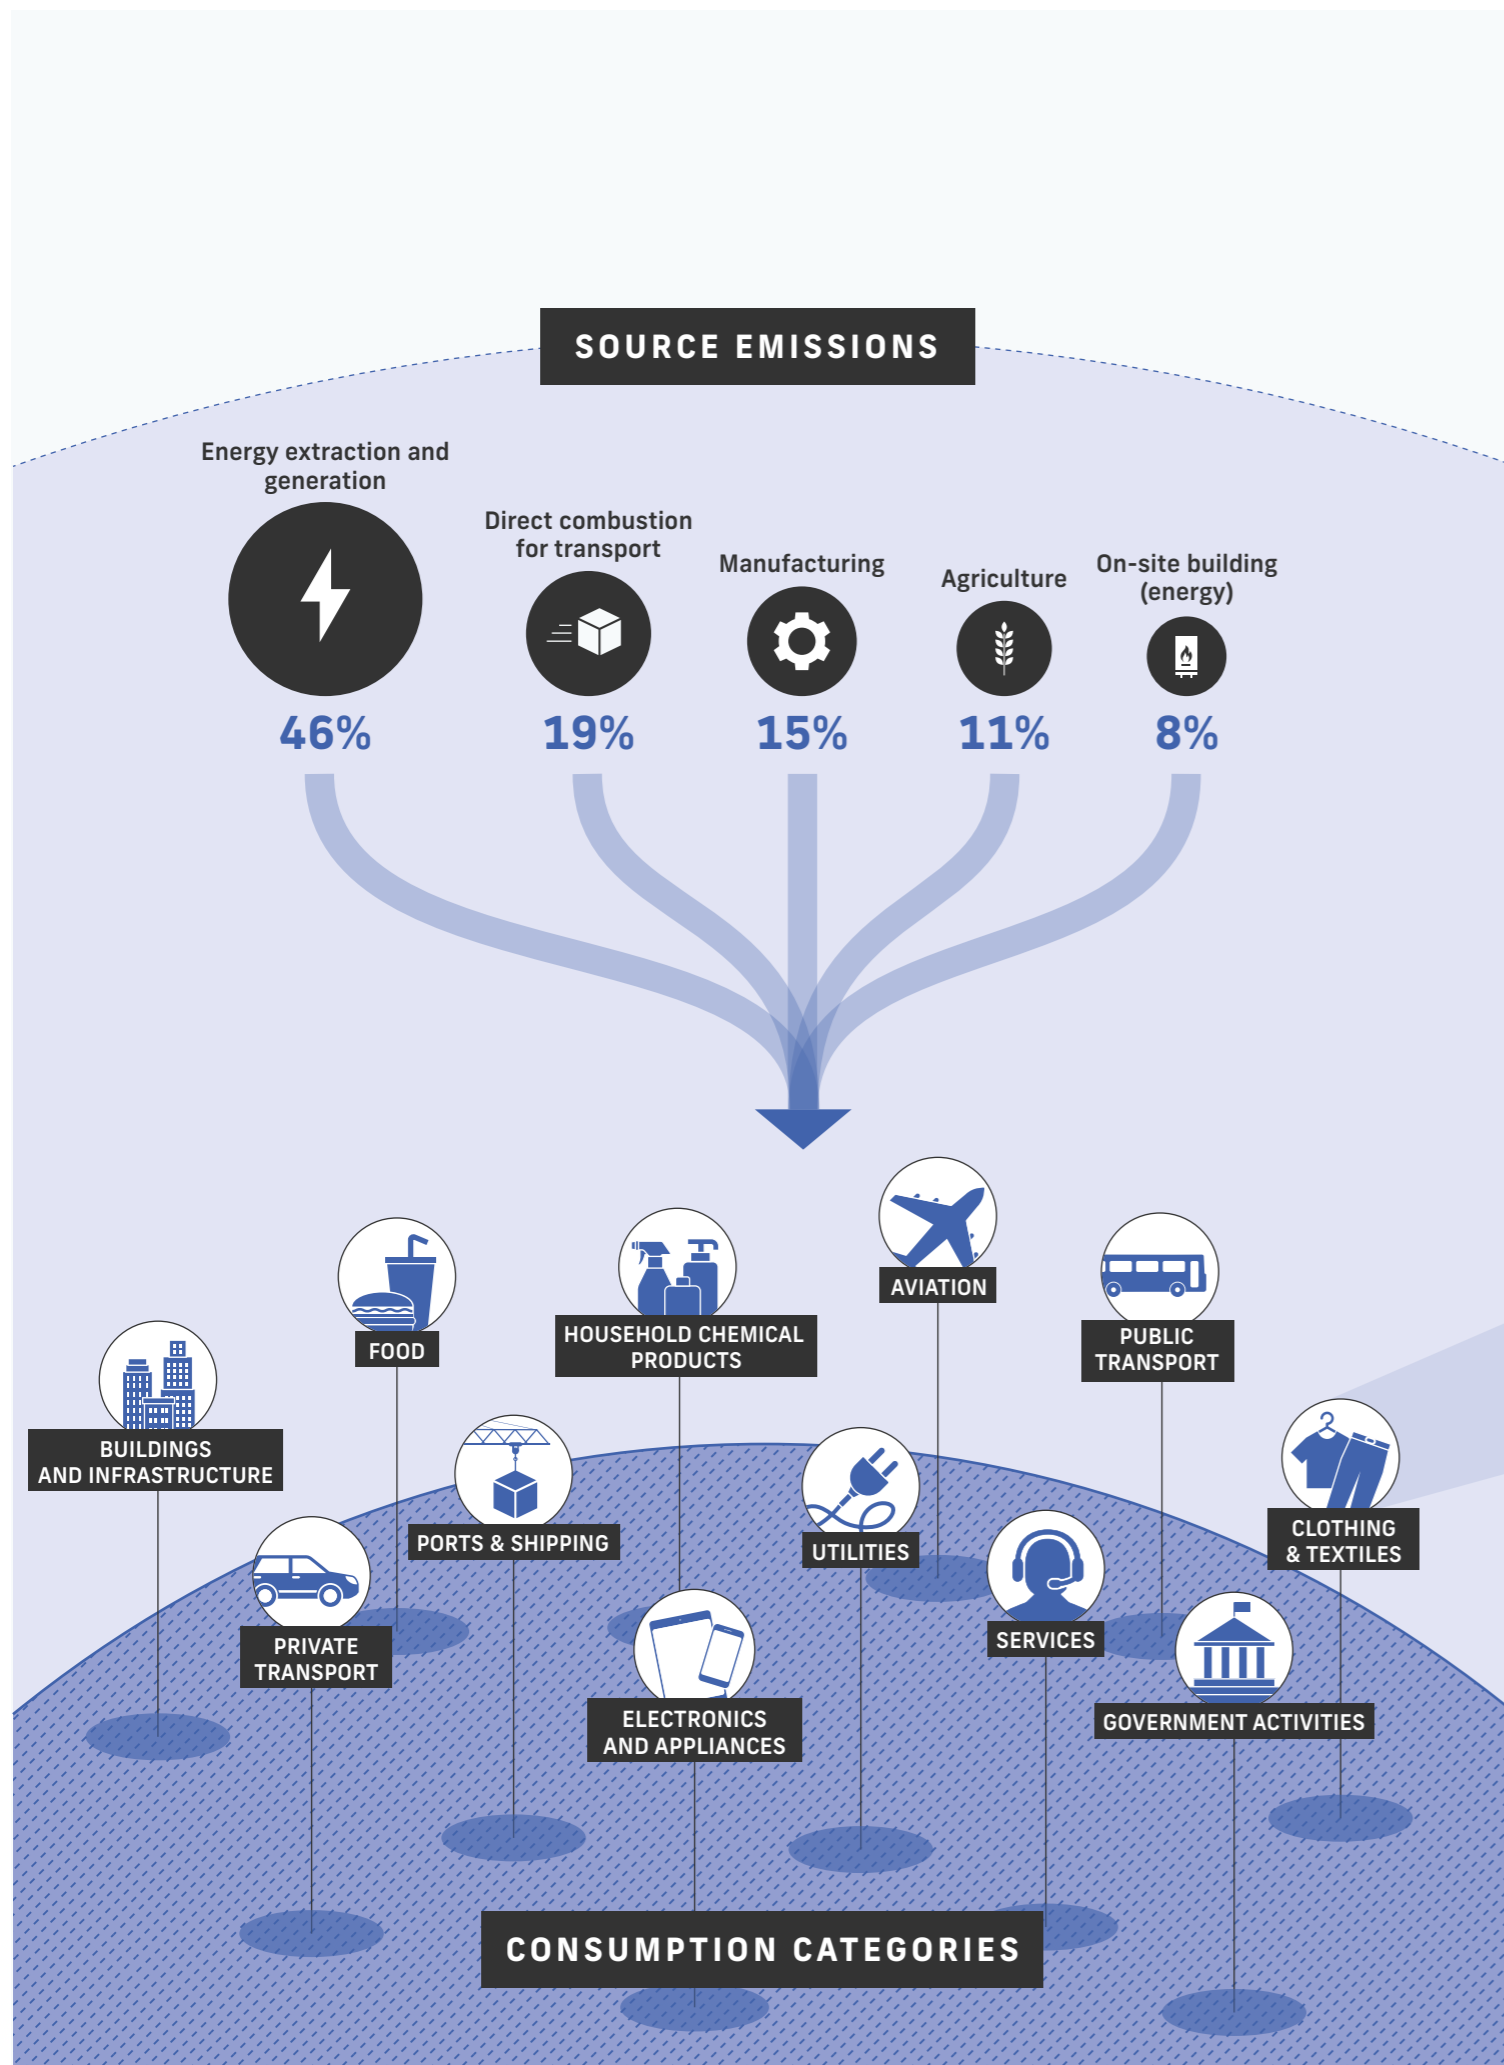 SOURCE EMISSIONS
Energy extraction and
generation
46%
Direct combustion
for transport
19%
Manufacturing
15%
Agriculture
11%
On-site building
(energy)
8%
AVIATION
FOOD
HOUSEHOLD CHEMICAL
PRODUCTS
PUBLIC
TRANSPORT
BUILDINGS
AND INFRASTRUCTURE
PORTS & SHIPPING
UTILITIES
CLOTHING
& TEXTILES
PRIVATE
TRANSPORT
SERVICES
ELECTRONICS
AND APPLIANCES
GOVERNMENT ACTIVITIES
CONSUMPTION CATEGORIES